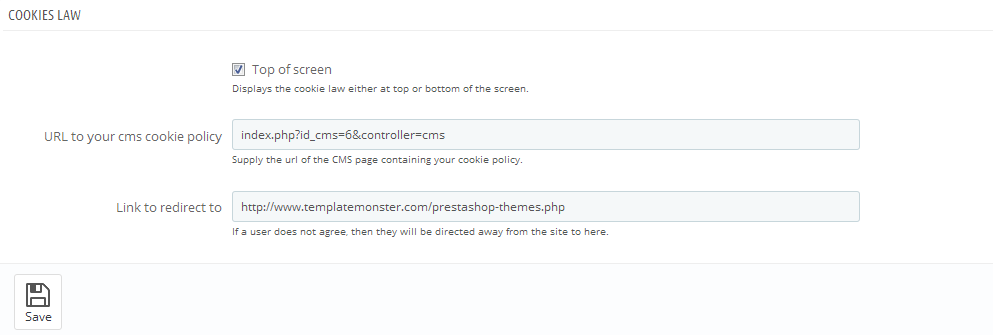 COOKIES LAW
Top of screen
Displays the cookie law either at top or bottom of the screen.
URL to your cms cookie policy
index.php?id_cms=6&controller=cms
Supply the url of the CMS page containing your cookie policy.
Link to redirect to
http://www.templatemonster.com/prestashop-themes.php
If a user does not agree, then they will be directed away from the site to here.
Save